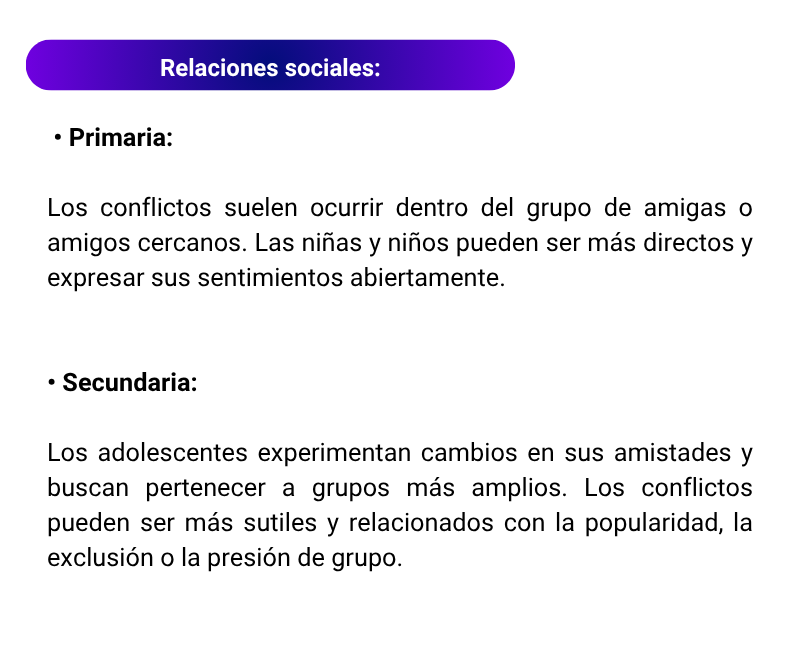 Relaciones sociales:
• Primaria:
Los conflictos suelen ocurrir dentro del grupo de amigas o
amigos cercanos. Las niñas y niños pueden ser más directos y
expresar sus sentimientos abiertamente.
• Secundaria:
Los adolescentes experimentan cambios en sus amistades y
buscan pertenecer a grupos más amplios. Los conflictos
pueden ser más sutiles y relacionados con la popularidad, la
exclusión o la presión de grupo.